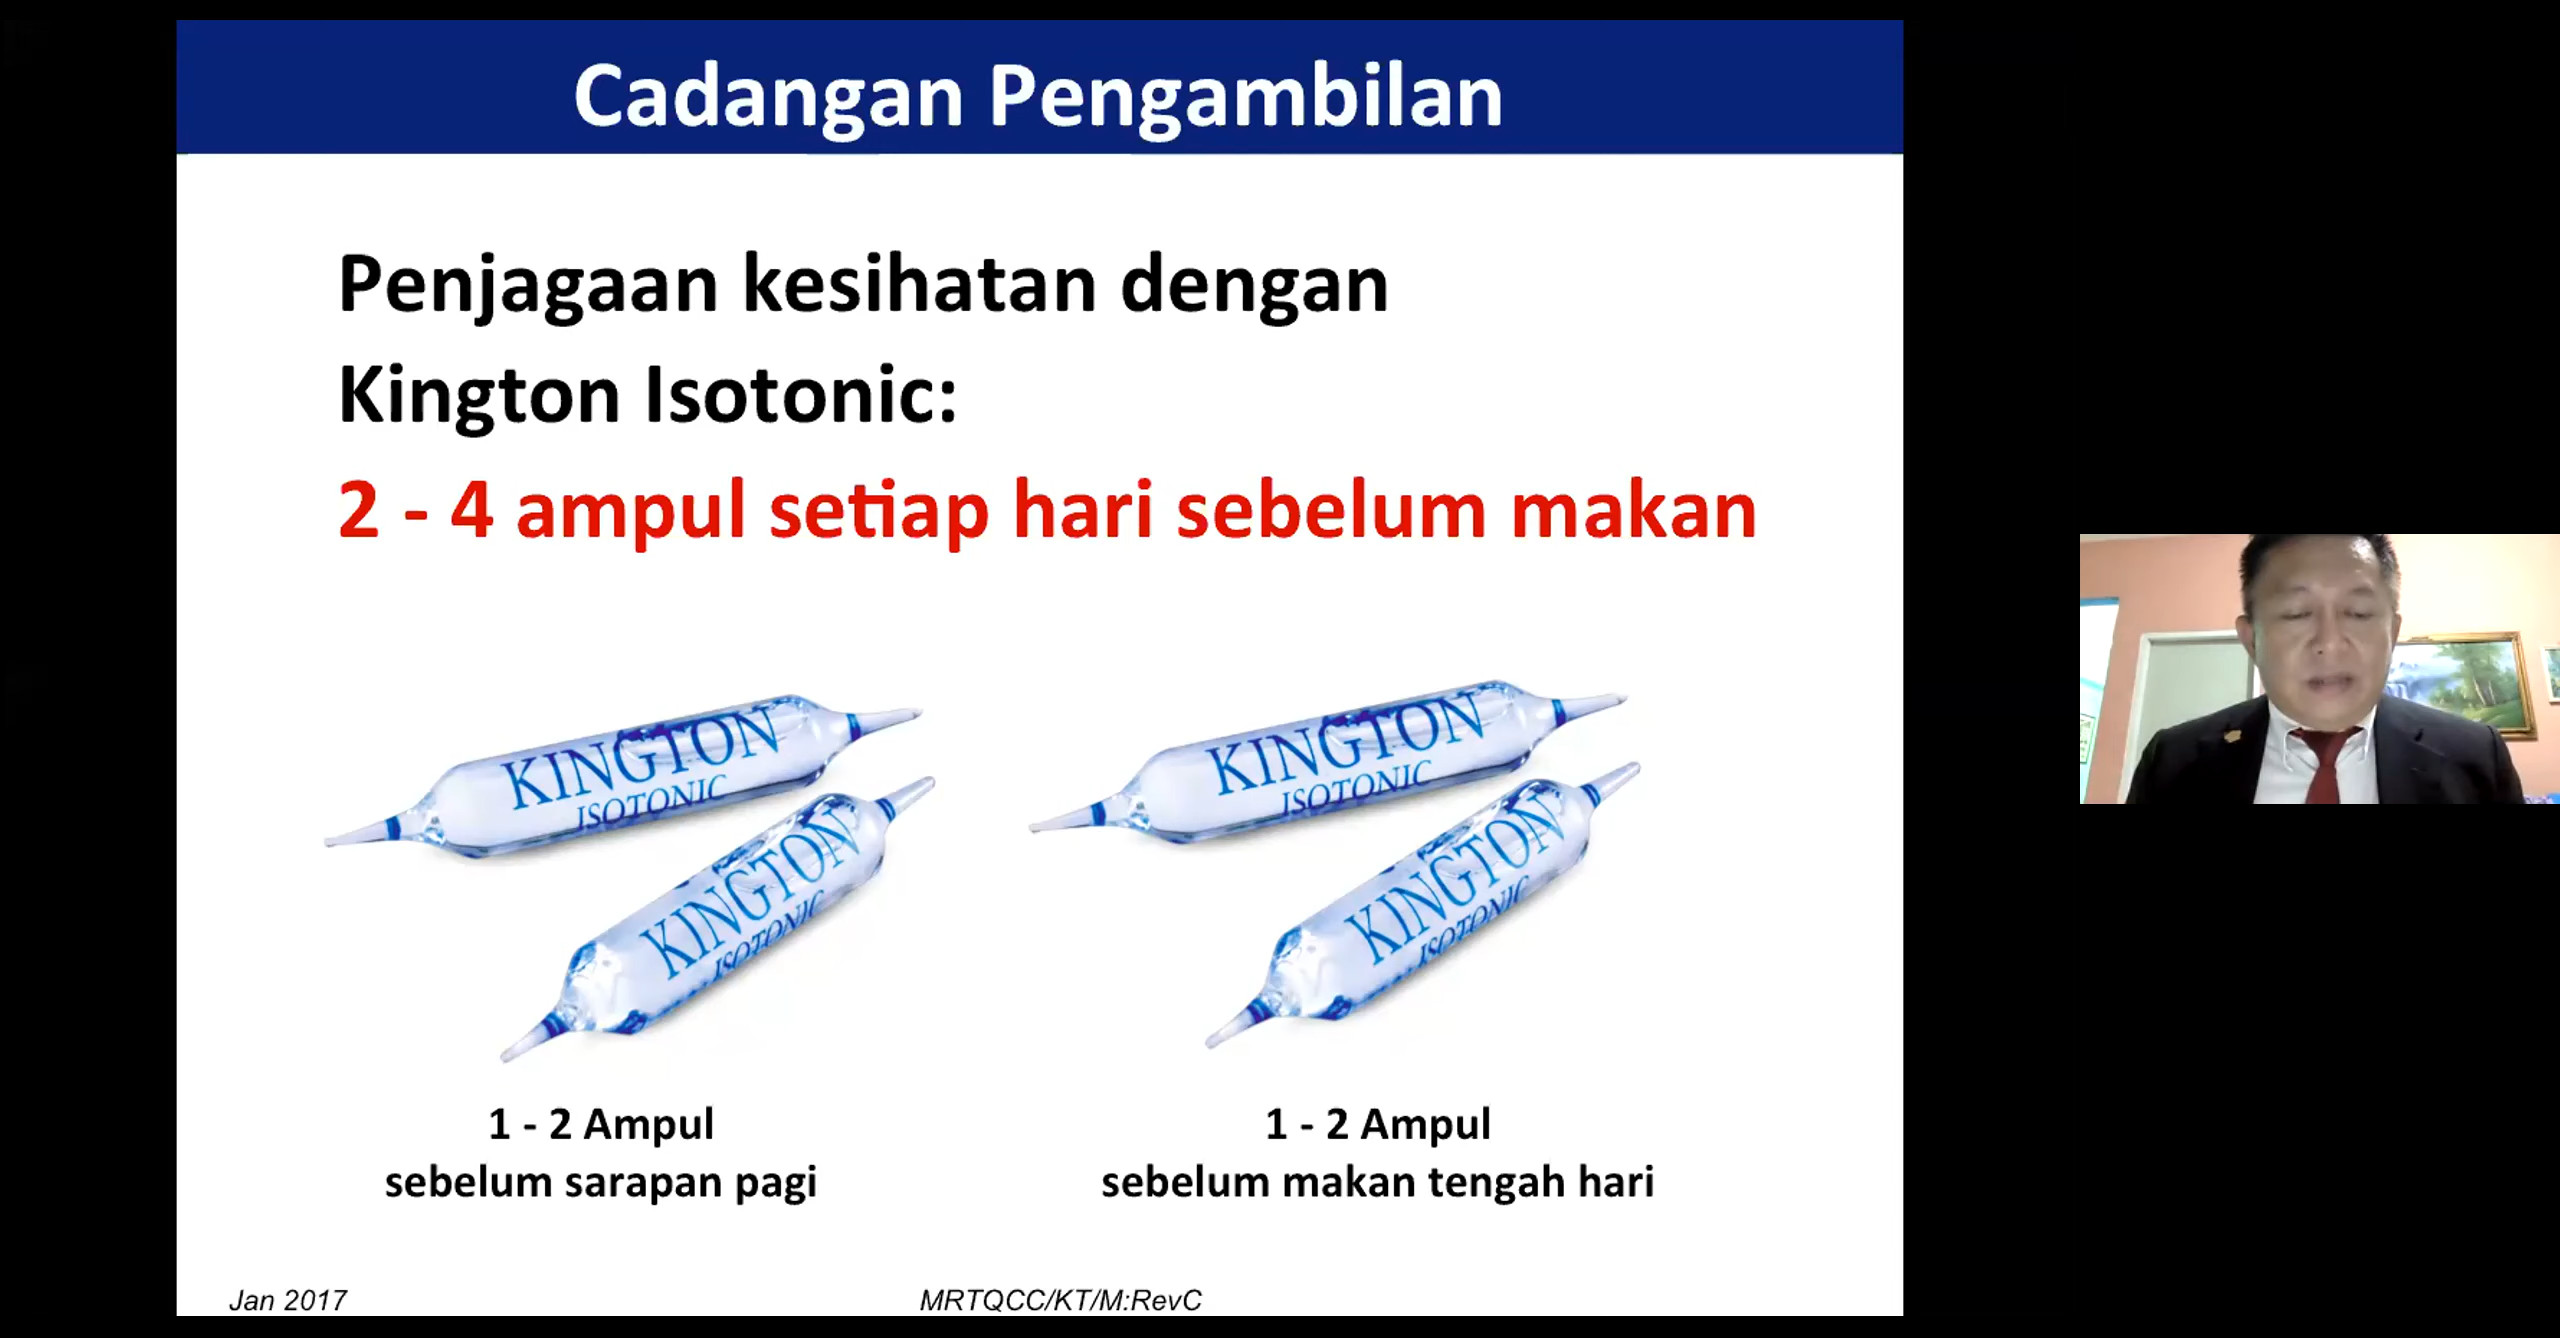 Cadangan Pengambilan
Penjagaan kesihatan dengan
Kington Isotonic:
2 - 4 ampul setiap hari sebelum makan
KINGTON
ISOTONIC
KINGTON
ISOTONIC
KINGTON
ISOTONIC
KINGTON
ISOTONIC
1 - 2 Ampul
sebelum sarapan pagi
1 - 2 Ampul
sebelum makan tengah hari
Jan 2017
MRTQCC/KT/M:RevC